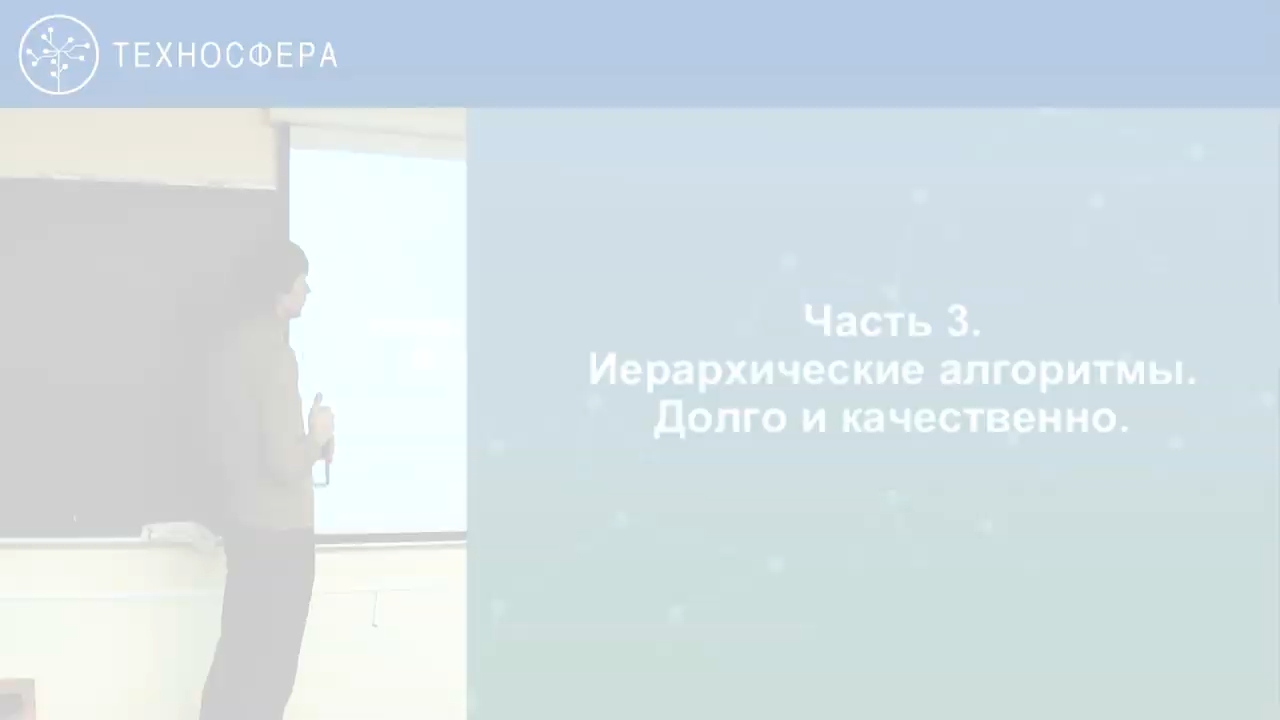 ТЕХНОСФЕРА
Часть 3.
Иерархические алгоритмы.
Долго и качественно.